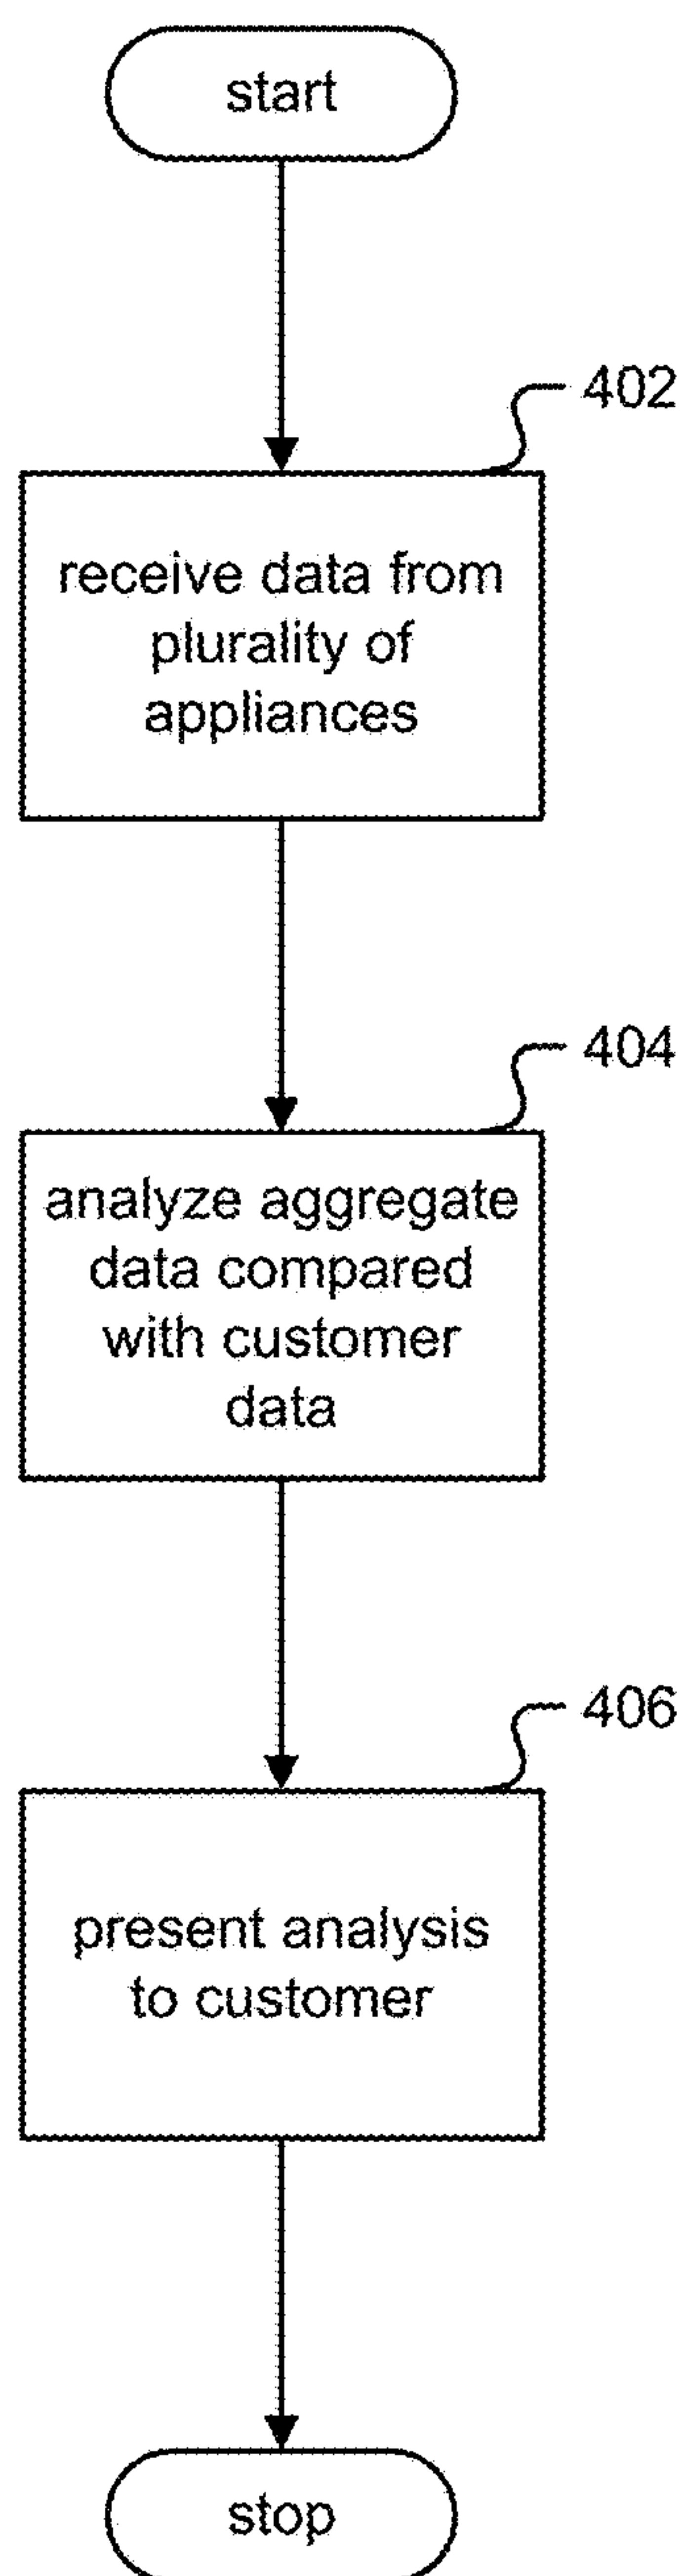 start
402
receive data from
plurality of
appliances
404
analyze aggregate
data compared
with customer
data
406
present analysis
to customer
stop